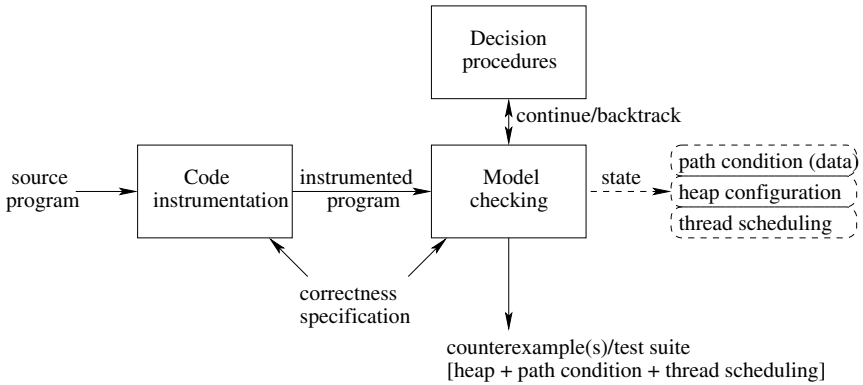 Decision
procedures
continue/backtrack
source
program
Code
instrumentation
instrumented
program
Model
checking
state
path condition (data)
heap configuration
thread scheduling
correctness
specification
counterexample(s)/test suite
[heap + path condition + thread scheduling]